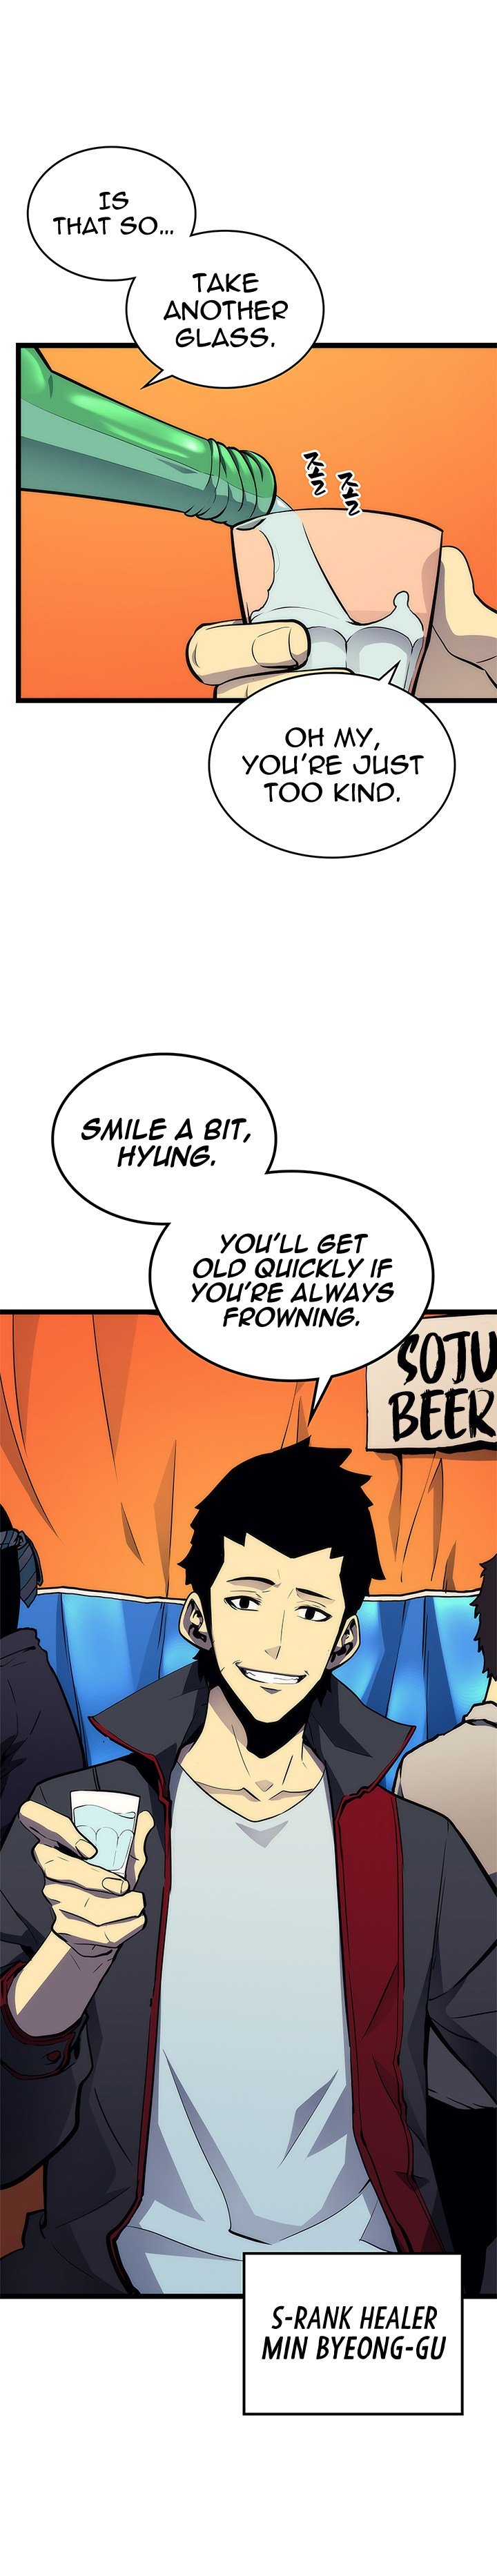 IS
THAT SO...
TAKE
ANOTHER
GLASS.
졸
졸
OH MY,
YOU'RE JUST
TOO KIND.
SMILE A BIT,
HYUNG.
YOU'LL GET
OLD QUICKLY IF
YOU'RE ALWAYS
FROWNING.
SOJU
BEER
S-RANK HEALER
MIN BYEONG-GU